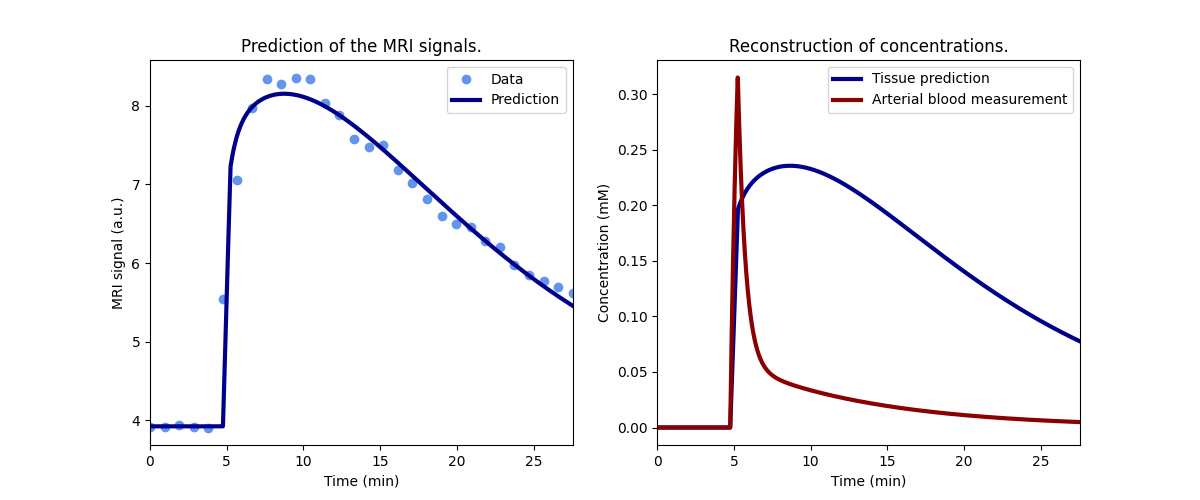 Prediction of the MRI signals.
MRI signal (a.u.)
8
7
6
5
4
Data
Prediction
0
5
10
15
20
25
Time (min)
Reconstruction of concentrations.
Concentration (mM)
0.30
0.25
0.20
0.15
0.10
0.05
0.00
Tissue prediction
Arterial blood measurement
0
5
10
15
20
25
Time (min)